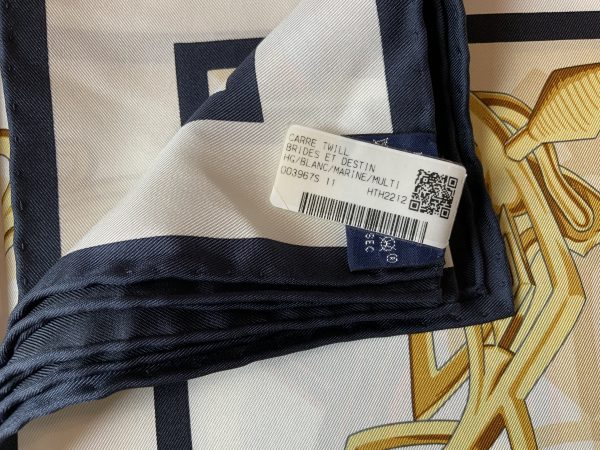 CARRE TWILL
BRIDES ET DESTIN
HG/BLANC/MARINE/MULTI
003967S 11 HTH2212
SEC